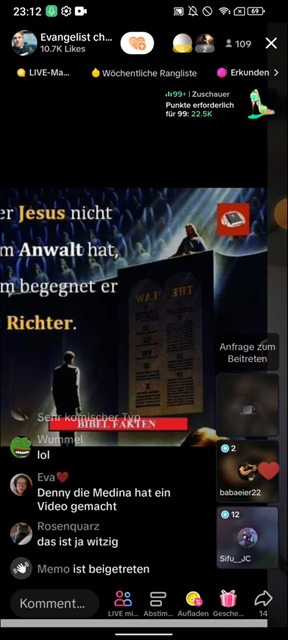 23:12
69
Evangelist ch...
10.7K Likes
109
LIVE-Ma...
Wöchentliche Rangliste
Erkunden
99+ | Zuschauer
Punkte erforderlich
für 99: 22.5K
er Jesus nicht
m Anwalt hat,
m begegnet er
Richter.
THE LAW
BIBEL FAKTEN
Anfrage zum
Beitreten
Sehr komischer Typ
Wummel
lol
2
babaeier22
Eva
Denny die Medina hat ein
Video gemacht
Rosenquarz
das ist ja witzig
12
Sifu__JC
Memo ist beigetreten
Komment...
LIVE mi...
Abstim...
Aufladen
Gesche...
14